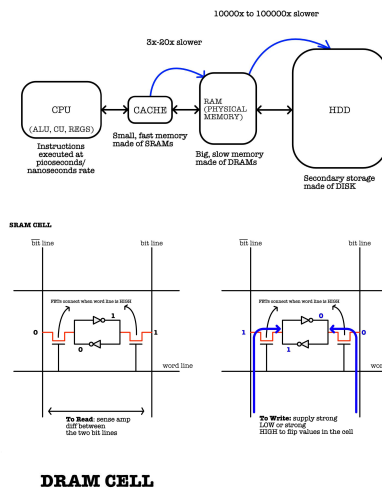 10000x to 100000x slower
3x-20x slower
CPU
(ALU, CU, REGS)
CACHE
RAM
(PHYSICAL
MEMORY)
HDD
Instructions
executed at
picoseconds/
nanoseconds rate
Small, fast memory
made of SRAMs
Big, slow memory
made of DRAMs
Secondary storage
made of DISK
SRAM CELL
bit line
bit line
bit line
bit line
FETs connect when word line is HIGH
FETs connect when word line is HIGH
1
0
0
1
1
0
0
1
word line
wor
To Read: sense amp
diff between
the two bit lines
To Write: supply strong
LOW or strong
HIGH to flip values in the cell
DRAM CELL